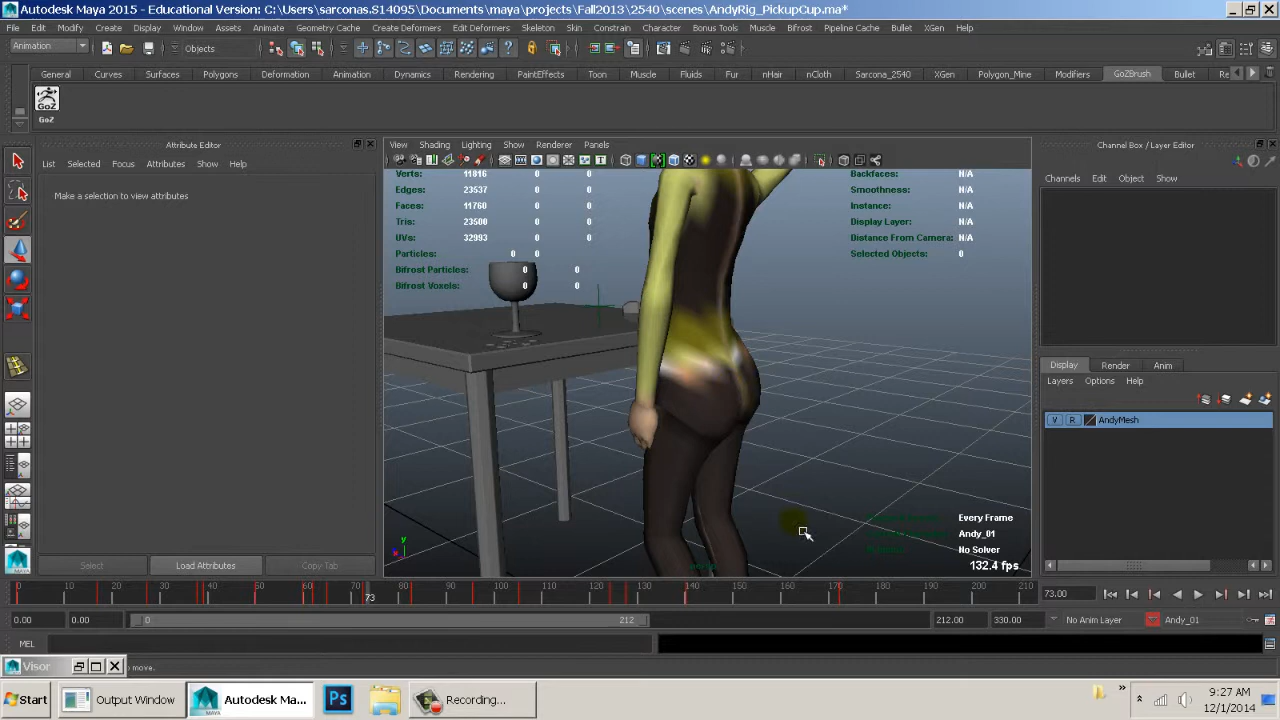 Autodesk Maya 2015 - Educational Version: C:\Users\sarconas.S14095\Documents\maya\projects\Fall2013\2540\scenes\AndyRig_PickupCup.ma*
File Edit Modify Create Display Window Assets Animate Geometry Cache Create Deformers Edit Deformers Skeleton Skin Constrain Character Bonus Tools Muscle Bifrost Pipeline Cache Bullet XGen Help
Animation Objects
General Curves Surfaces Polygons Deformation Animation Dynamics Rendering PaintEffects Toon Muscle Fluids Fur nHair nCloth Sarcona_2540 XGen Polygon_Mine Modifiers GoZBrush Bullet Re
GoZ
GoZ
Attribute Editor
List Selected Focus Attributes Show Help
Make a selection to view attributes
Select Load Attributes Copy Tab
View Shading Lighting Show Renderer Panels
Verts: 11816 0 0
Edges: 23537 0 0
Faces: 11760 0 0
Tris: 23500 0 0
UVs: 32993 0 0
Particles: 0 0
Bifrost Particles: 0 0
Bifrost Voxels: 0 0
Backfaces: N/A
Smoothness: N/A
Instance: N/A
Display Layer: N/A
Distance From Camera: N/A
Selected Objects: 0
Every Frame
Andy_01
No Solver
132.4 fps
persp
y
x
Channel Box / Layer Editor
Channels Edit Object Show
Display Render Anim
Layers Options Help
V R AndyMesh
0 10 20 30 40 50 60 70 73 80 90 100 110 120 130 140 150 160 170 180 190 200 210
73.00
0.00 0.00 0 212 212.00 330.00 No Anim Layer Andy_01
MEL
Visor
o move.
Start Output Window Autodesk Ma... Ps Recording...
9:27 AM
12/1/2014